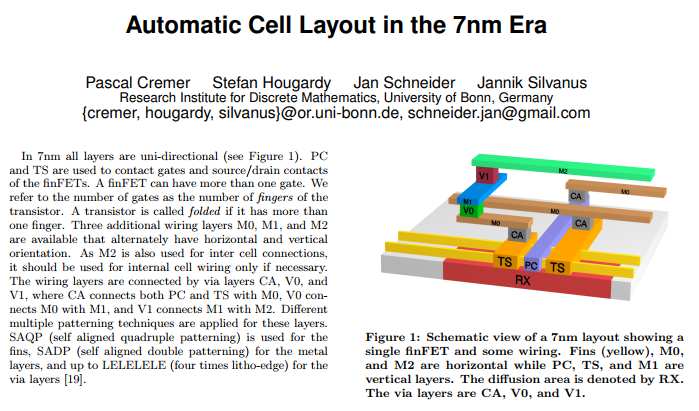 Automatic Cell Layout in the 7nm Era
Pascal Cremer Stefan Hougardy Jan Schneider Jannik Silvanus
Research Institute for Discrete Mathematics, University of Bonn, Germany
{cremer, hougardy, silvanus}@or.uni-bonn.de, schneider.jan@gmail.com
In 7nm all layers are uni-directional (see Figure 1). PC
and TS are used to contact gates and source/drain contacts
of the finFETs. A finFET can have more than one gate. We
refer to the number of gates as the number of fingers of
the transistor. A transistor is called folded if it has more
than one finger. Three additional wiring layers M0, M1, and M2
are available that alternately have horizontal and vertical
orientation. As M2 is also used for inter cell connections,
it should be used for internal cell wiring only if necessary.
The wiring layers are connected by via layers CA, V0, and
V1, where CA connects both PC and TS with M0, V0 con-
nects M0 with M1, and V1 connects M1 with M2. Different
multiple patterning techniques are applied for these layers.
SAQP (self aligned quadruple patterning) is used for the
fins, SADP (self aligned double patterning) for the metal
layers, and up to LELELELE (four times litho-edge) for the
via layers [19].
M2
V1
M1
V0
CA
M0
M0
M0
CA
TS
PC
TS
RX
Figure 1: Schematic view of a 7nm layout showing a
single finFET and some wiring. Fins (yellow), M0,
and M2 are horizontal while PC, TS, and M1 are
vertical layers. The diffusion area is denoted by RX.
The via layers are CA, V0, and V1.